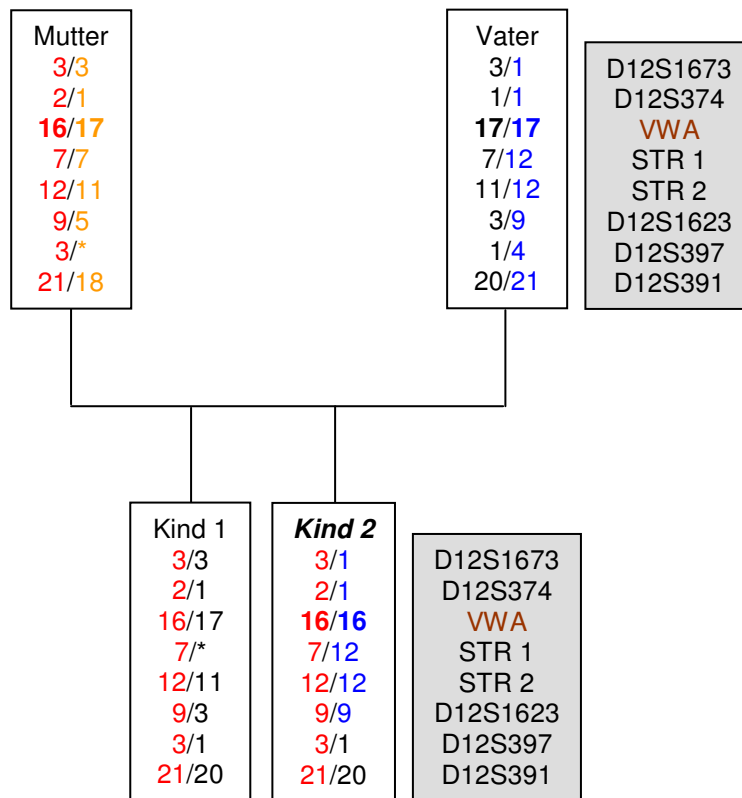 Mutter
3/3
2/1
16/17
7/7
12/11
9/5
3/*
21/18
Vater
3/1
1/1
17/17
7/12
11/12
3/9
1/4
20/21
D12S1673
D12S374
VWA
STR 1
STR 2
D12S1623
D12S397
D12S391
Kind 1
3/3
2/1
16/17
7/*
12/11
9/3
3/1
21/20
Kind 2
3/1
2/1
16/16
7/12
12/12
9/9
3/1
21/20
D12S1673
D12S374
VWA
STR 1
STR 2
D12S1623
D12S397
D12S391